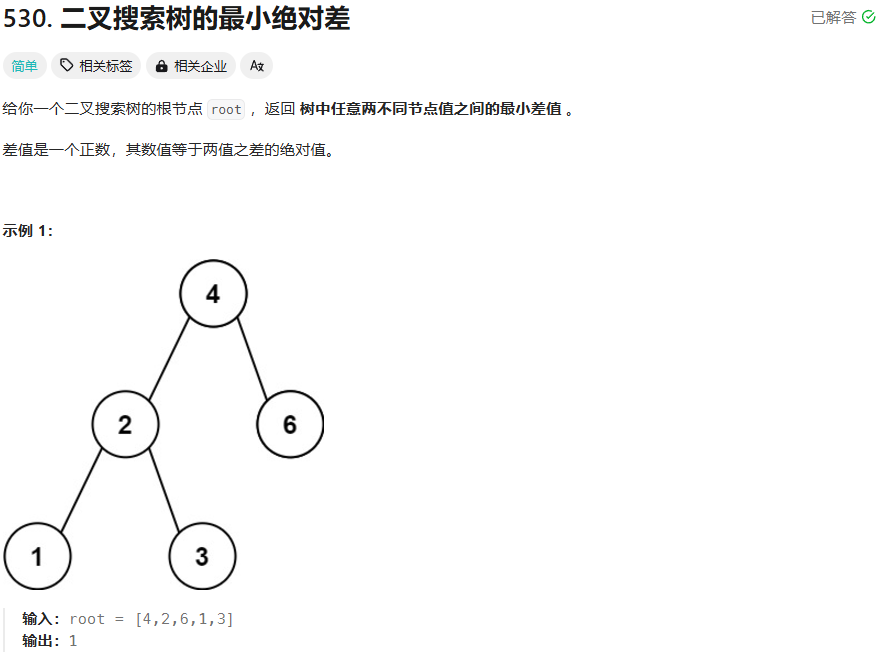 530. 二叉搜索树的最小绝对差
已解答
简单 相关标签 相关企业 Ax
给你一个二叉搜索树的根节点 root ，返回 树中任意两不同节点值之间的最小差值 。
差值是一个正数，其数值等于两值之差的绝对值。
示例 1：
4
2 6
1 3
输入：root = [4,2,6,1,3]
输出：1